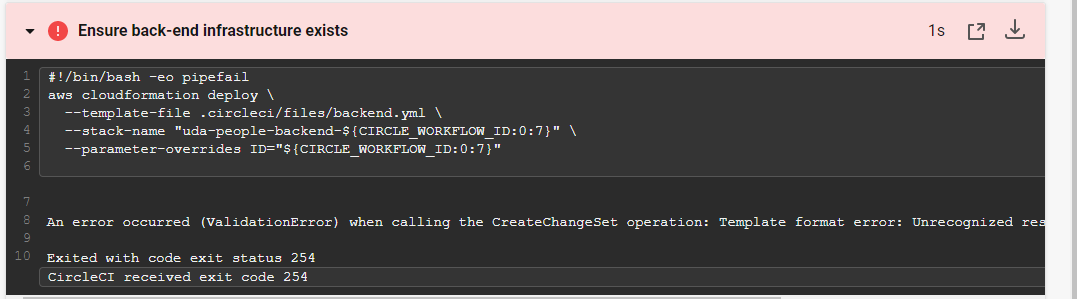 Ensure back-end infrastructure exists 1s
1 #!/bin/bash -eo pipefail
2 aws cloudformation deploy \
3 --template-file .circleci/files/backend.yml \
4 --stack-name "uda-people-backend-${CIRCLE_WORKFLOW_ID:0:7}" \
5 --parameter-overrides ID="${CIRCLE_WORKFLOW_ID:0:7}"
6
7
8 An error occurred (ValidationError) when calling the CreateChangeSet operation: Template format error: Unrecognized res
9
10 Exited with code exit status 254
CircleCI received exit code 254